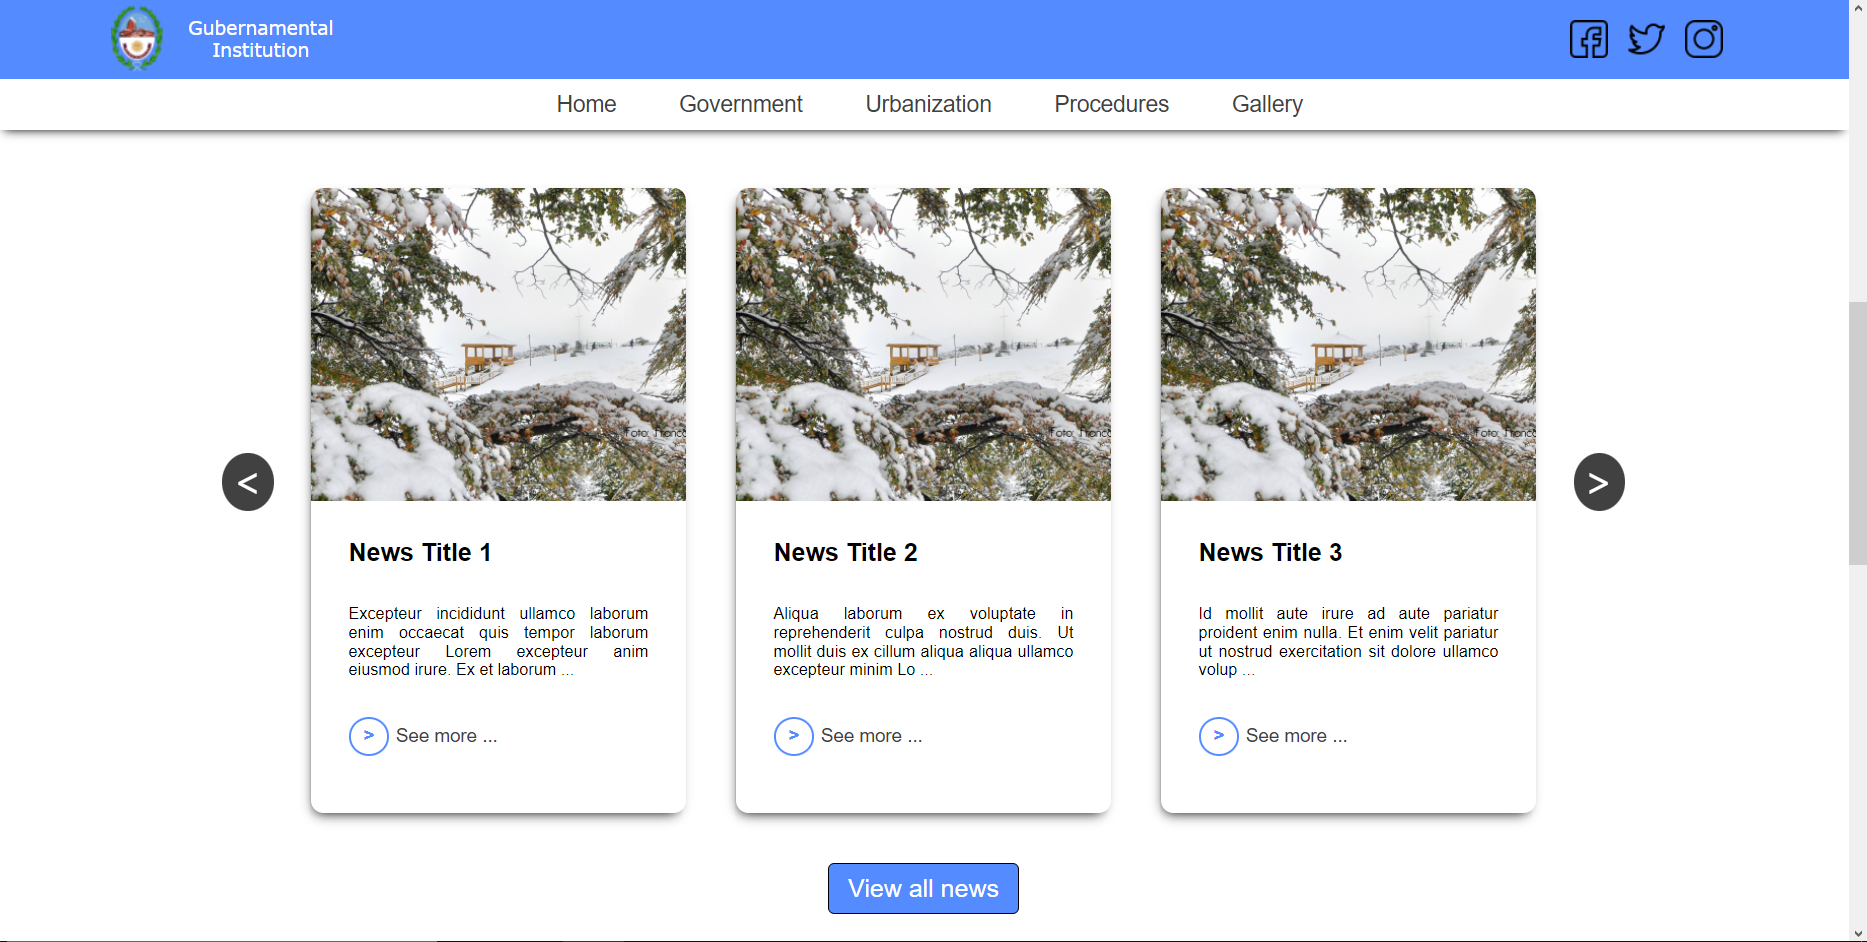 Gubernamental
Institution
Home Government Urbanization Procedures Gallery
Foto: Franco
Foto: Franco
Foto: Franco
<
>
News Title 1
Excepteur incididunt ullamco laborum
enim occaecat quis tempor laborum
excepteur Lorem excepteur anim
eiusmod irure. Ex et laborum ...
> See more ...
News Title 2
Aliqua laborum ex voluptate in
reprehenderit culpa nostrud duis. Ut
mollit duis ex cillum aliqua aliqua ullamco
excepteur minim Lo ...
> See more ...
News Title 3
Id mollit aute irure ad aute pariatur
proident enim nulla. Et enim velit pariatur
ut nostrud exercitation sit dolore ullamco
volup ...
> See more ...
View all news